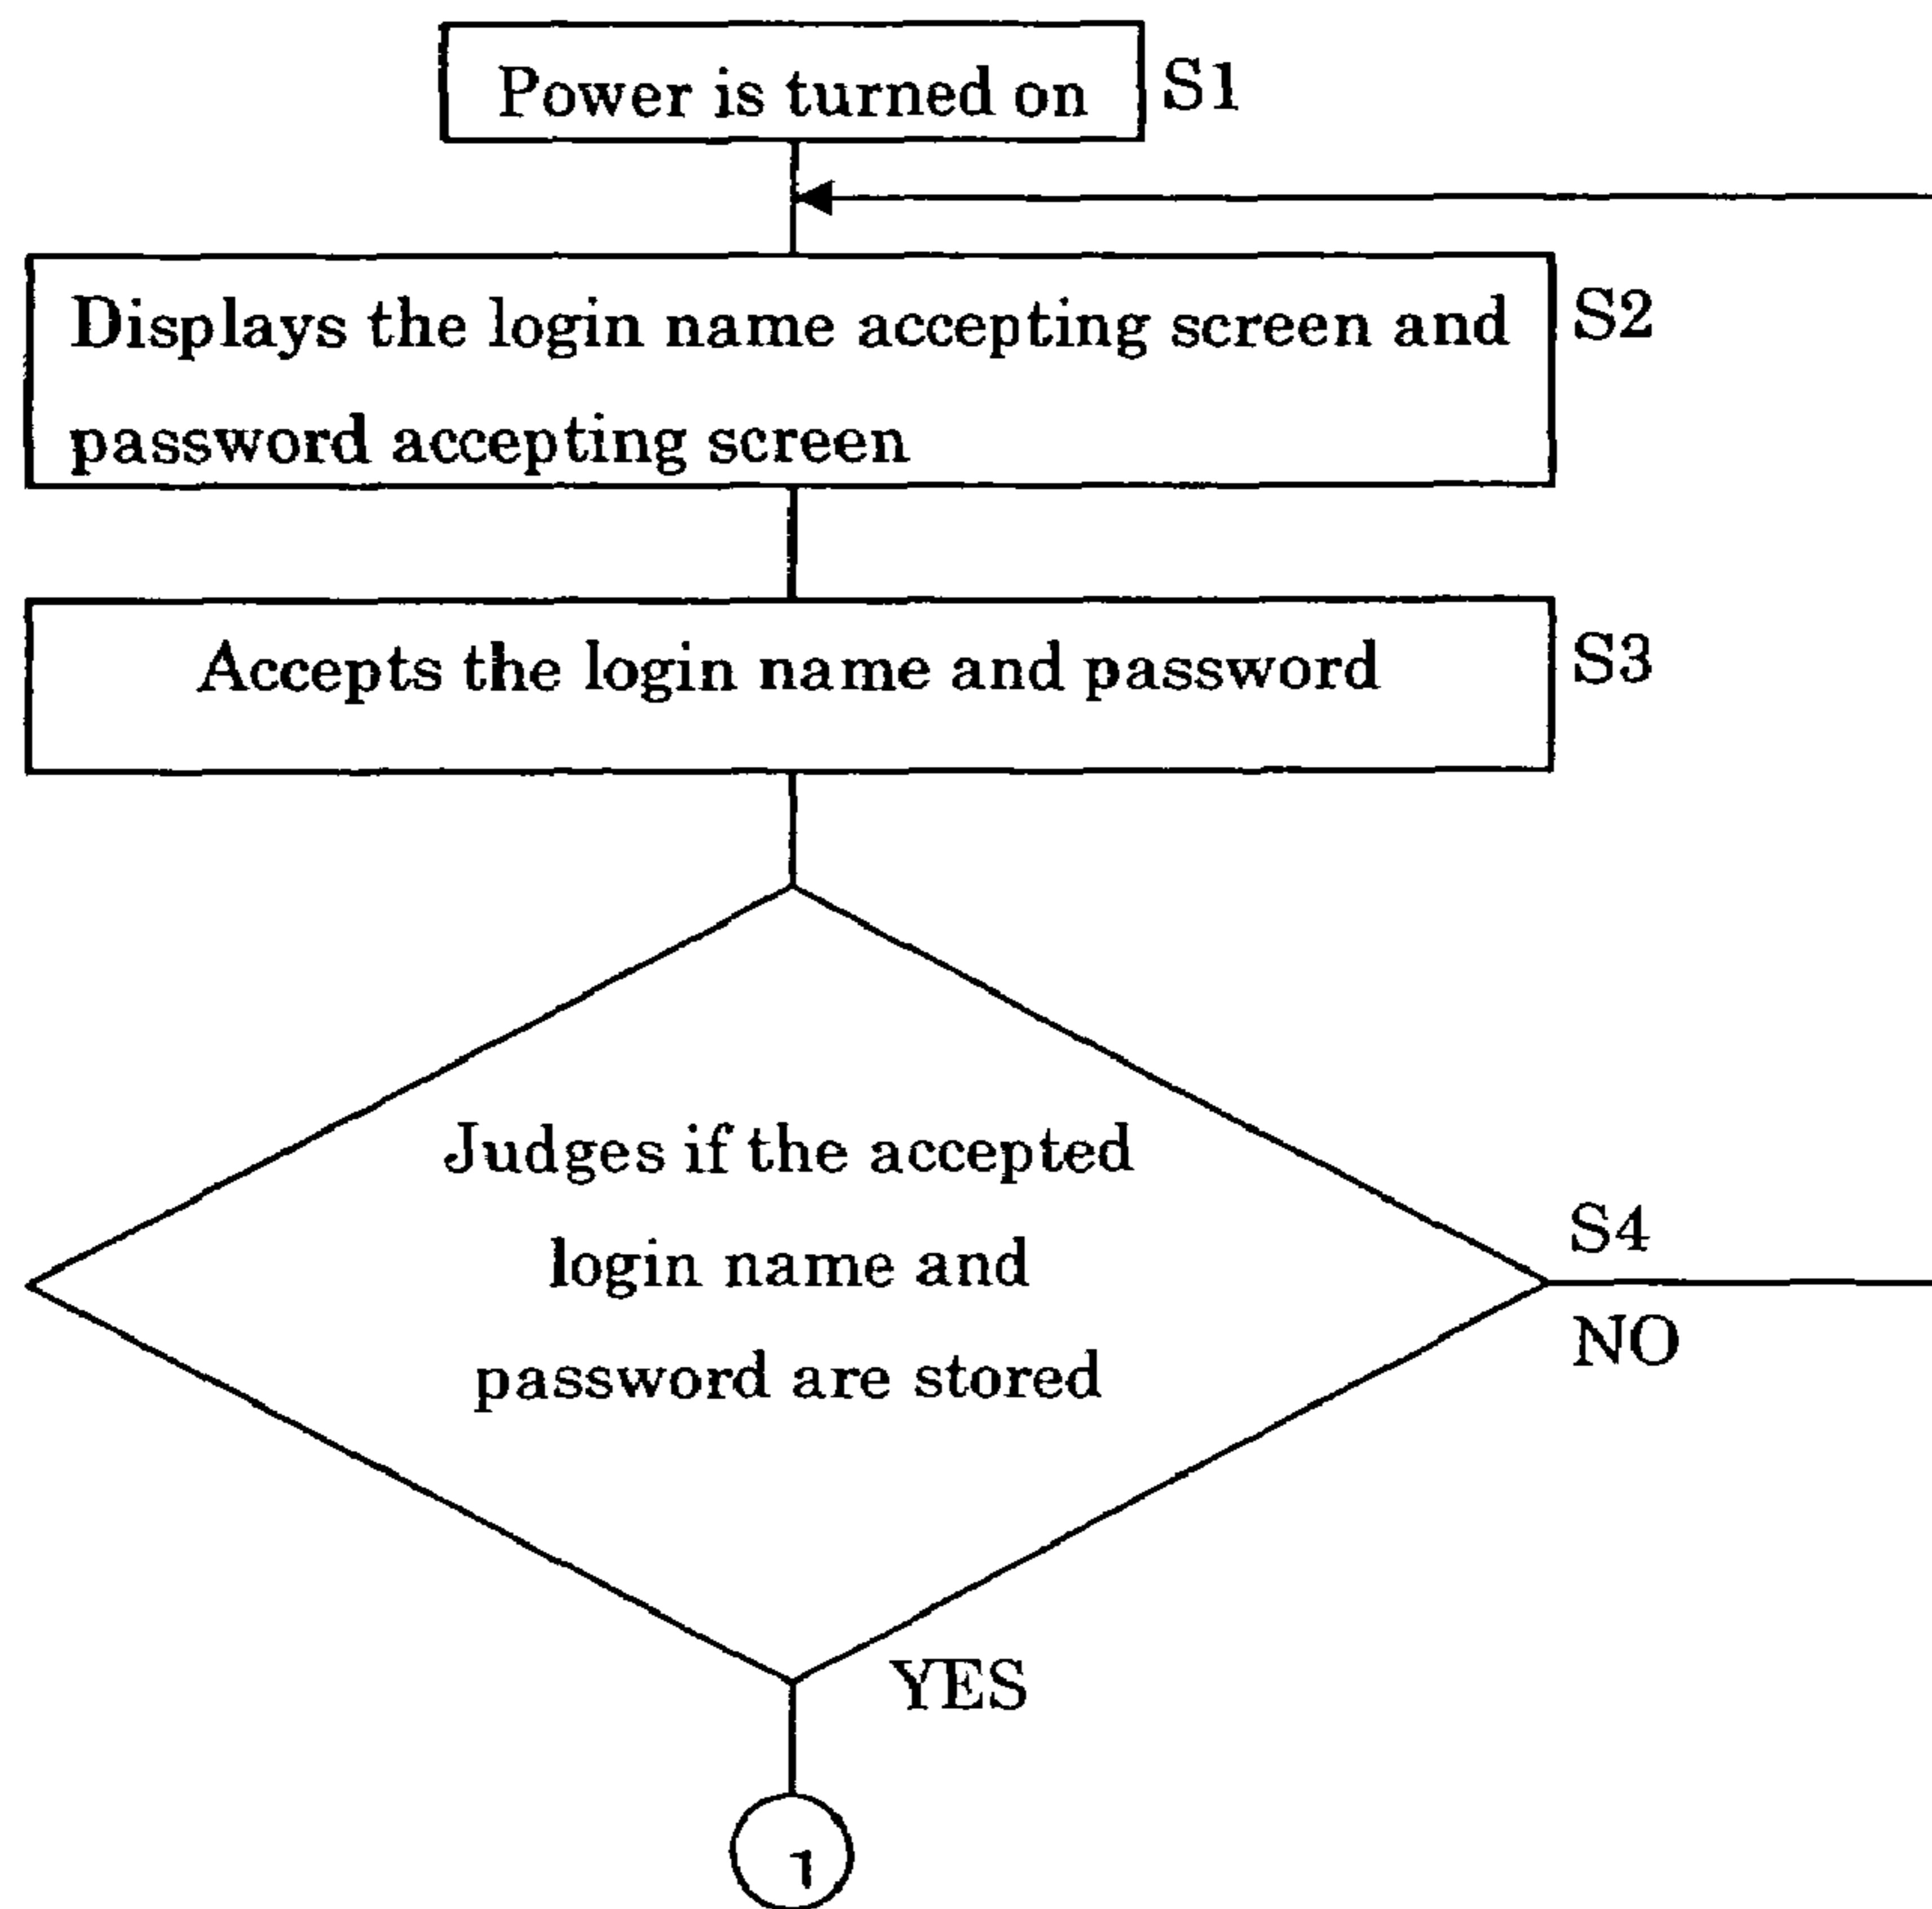 Power is turned on
S1
Displays the login name accepting screen and
password accepting screen
S2
Accepts the login name and password
S3
Judges if the accepted
login name and
password are stored
S4
NO
YES
1